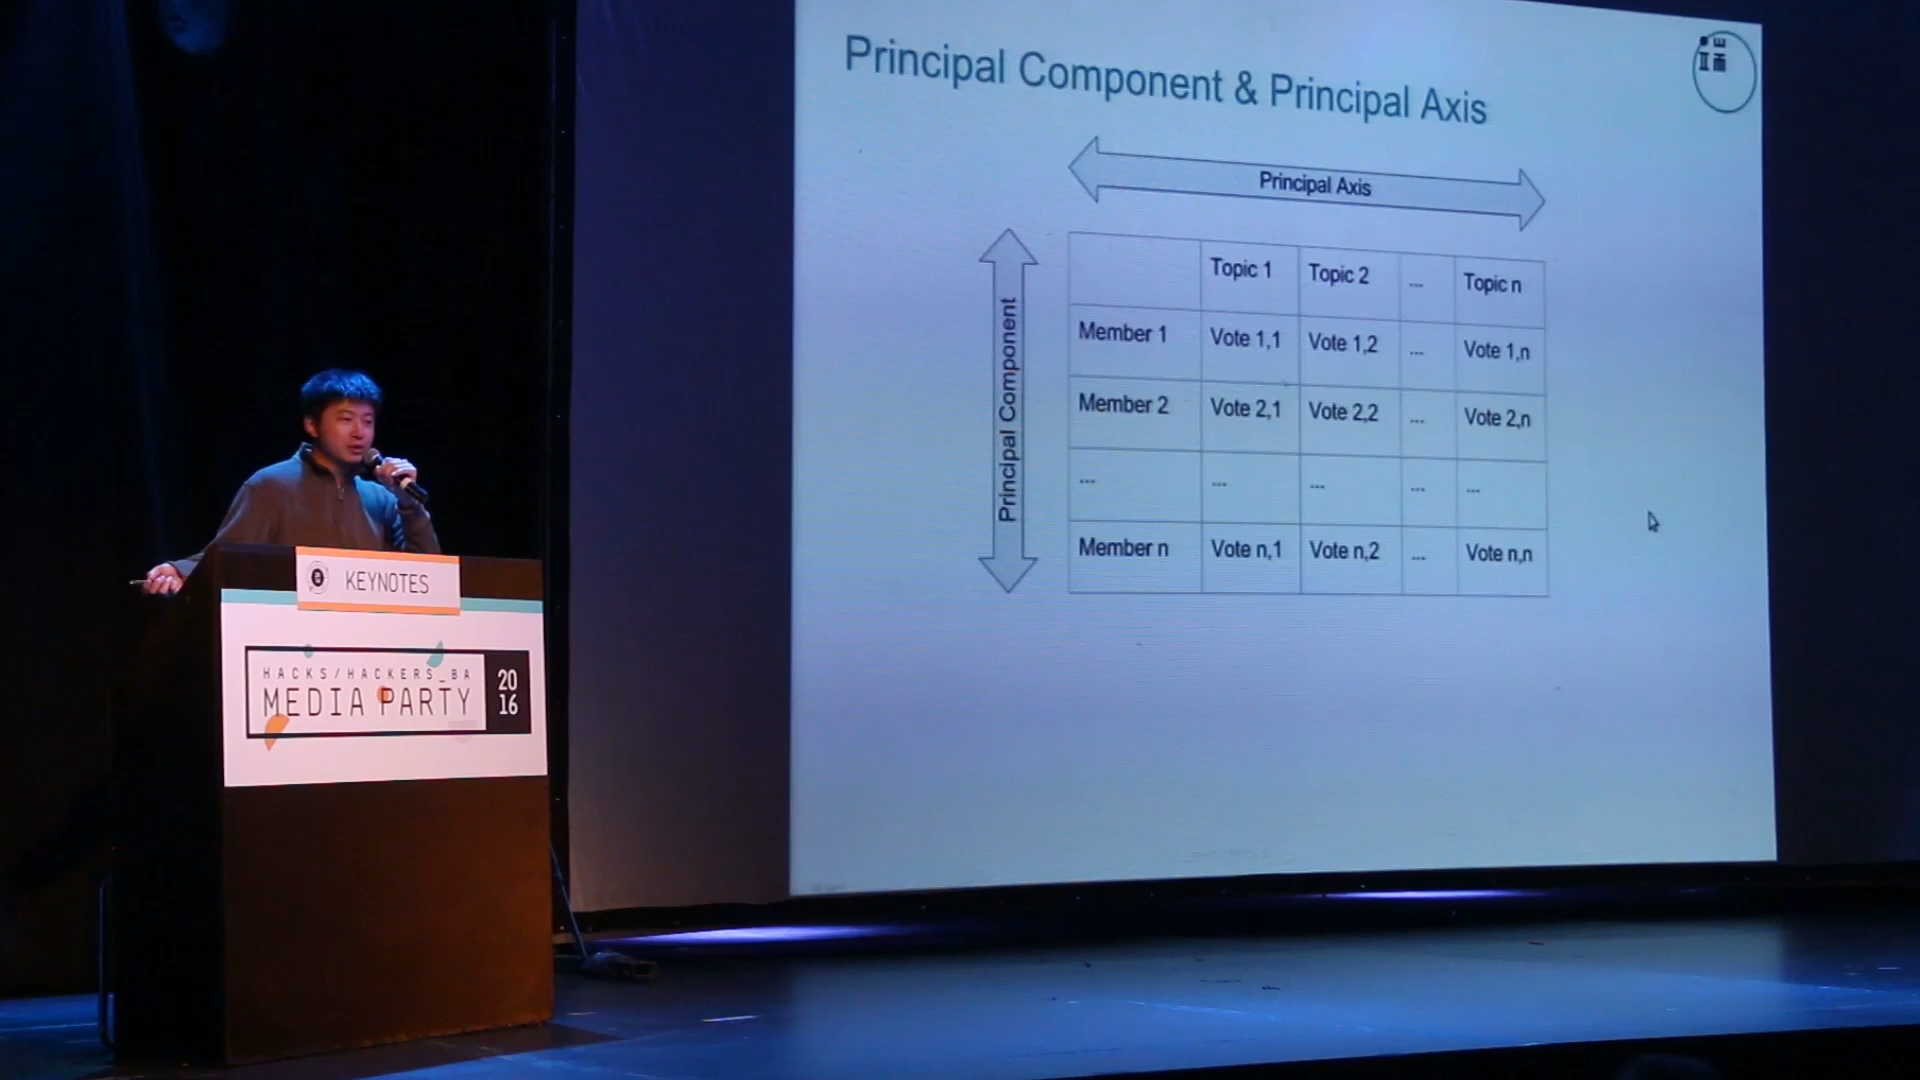 Principal Component & Principal Axis
Principal Axis
Principal Component
Topic 1 Topic 2 ... Topic n
Member 1 Vote 1,1 Vote 1,2 ... Vote 1,n
Member 2 Vote 2,1 Vote 2,2 ... Vote 2,n
... ... ... ... ...
Member n Vote n,1 Vote n,2 ... Vote n,n
KEYNOTES
HACKS/HACKERS_BA
MEDIA PARTY
20
16